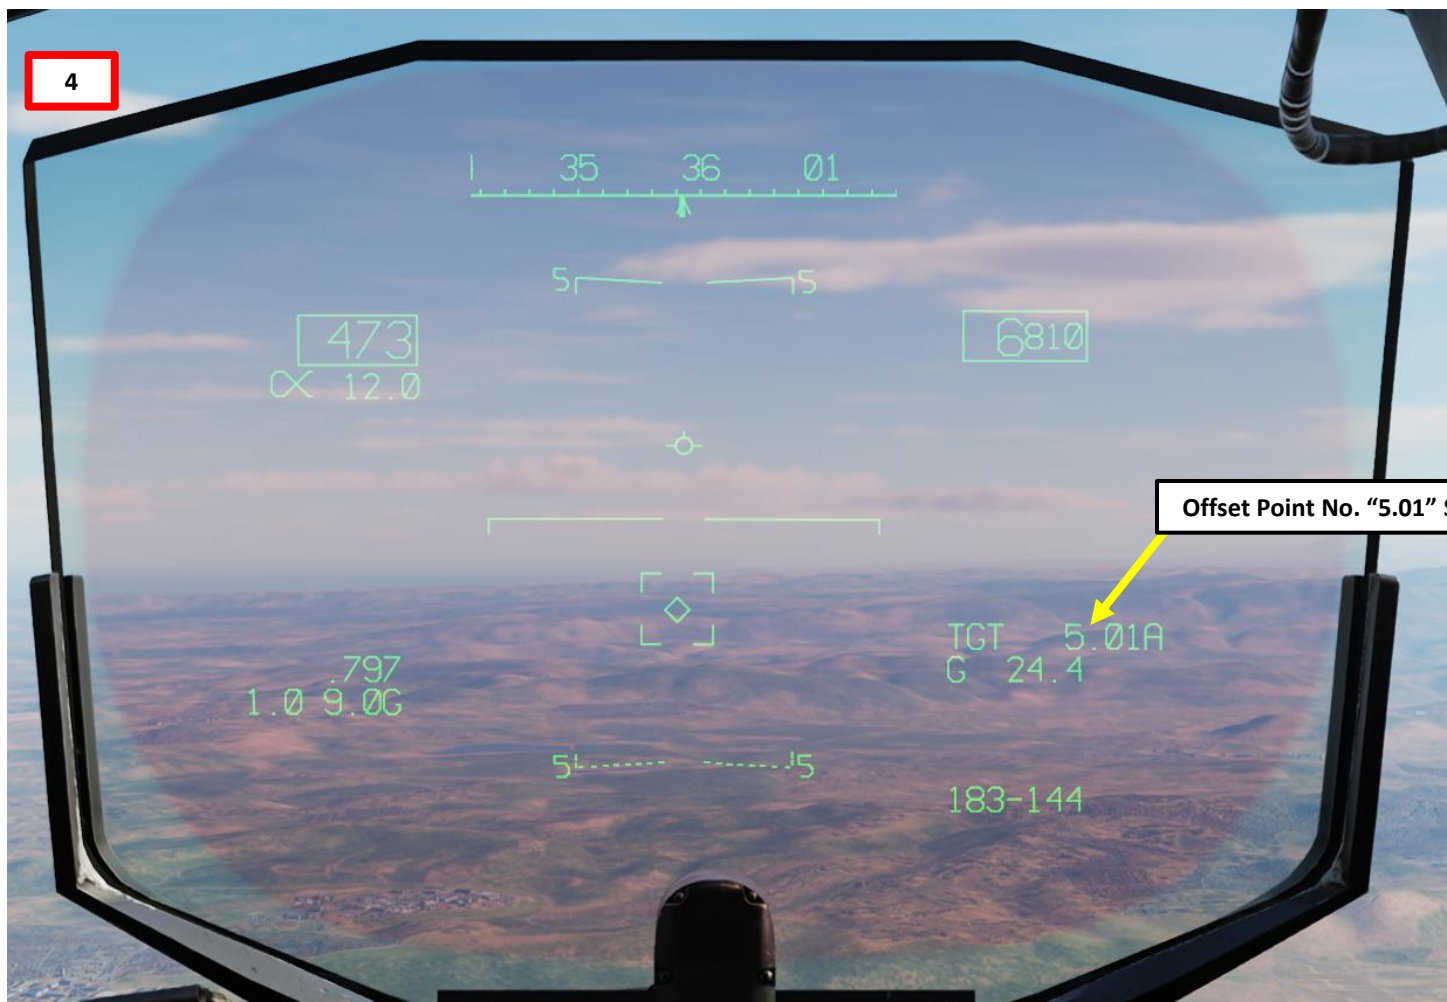 4
35 36 01
5 5
473
6810
α 12.0
Offset Point No. “5.01” S
TGT 5.01A
.797
G 24.4
1.0 9.0G
5 5
183-144